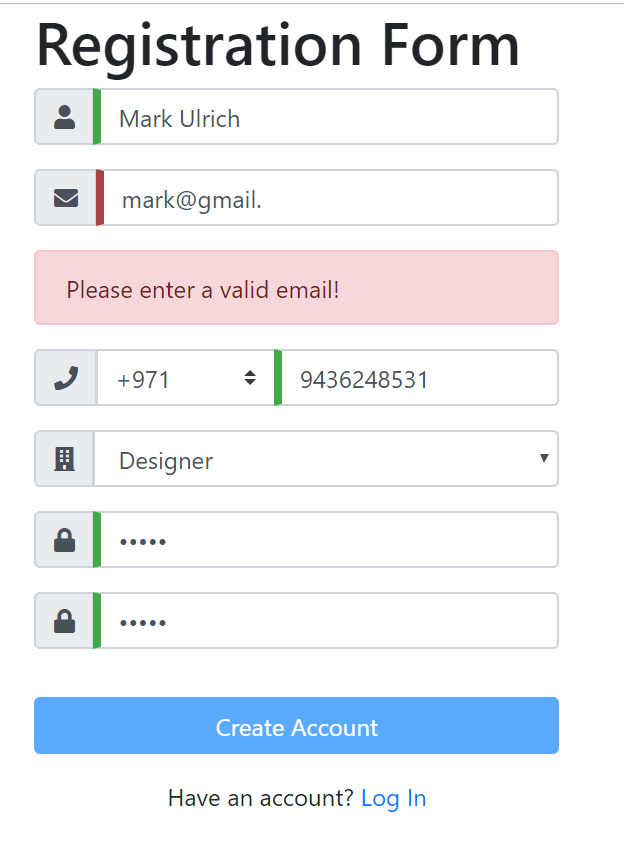 Registration Form
Mark Ulrich
mark@gmail.
Please enter a valid email!
+971 9436248531
Designer
•••••
•••••
Create Account
Have an account? Log In